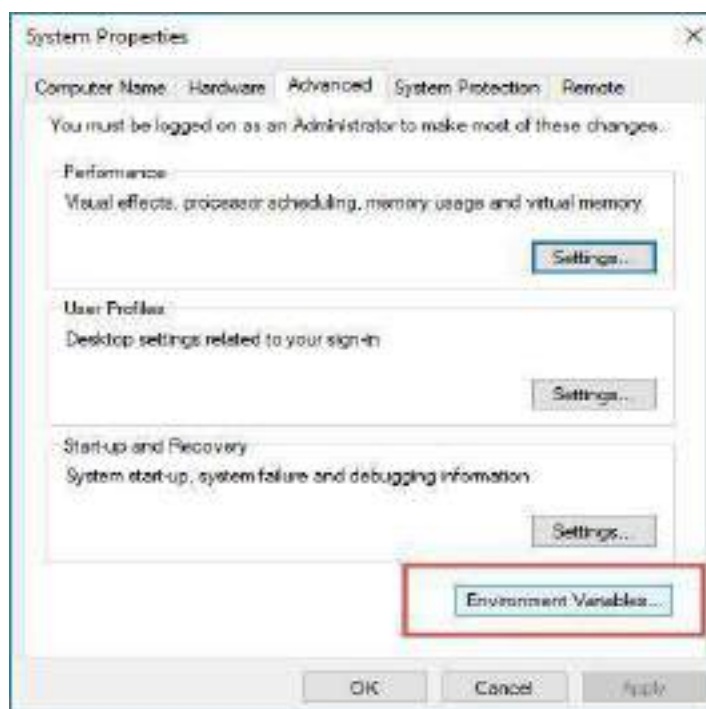 System Properties
Computer Name Hardware Advanced System Protection Remote
You must be logged on as an Administrator to make most of these changes.
Performance
Visual effects, processor scheduling, memory usage and virtual memory
Settings...
User Profiles
Desktop settings related to your sign-in
Settings...
Start-up and Recovery
System start-up, system failure and debugging information
Settings...
Environment Variables...
OK Cancel Apply